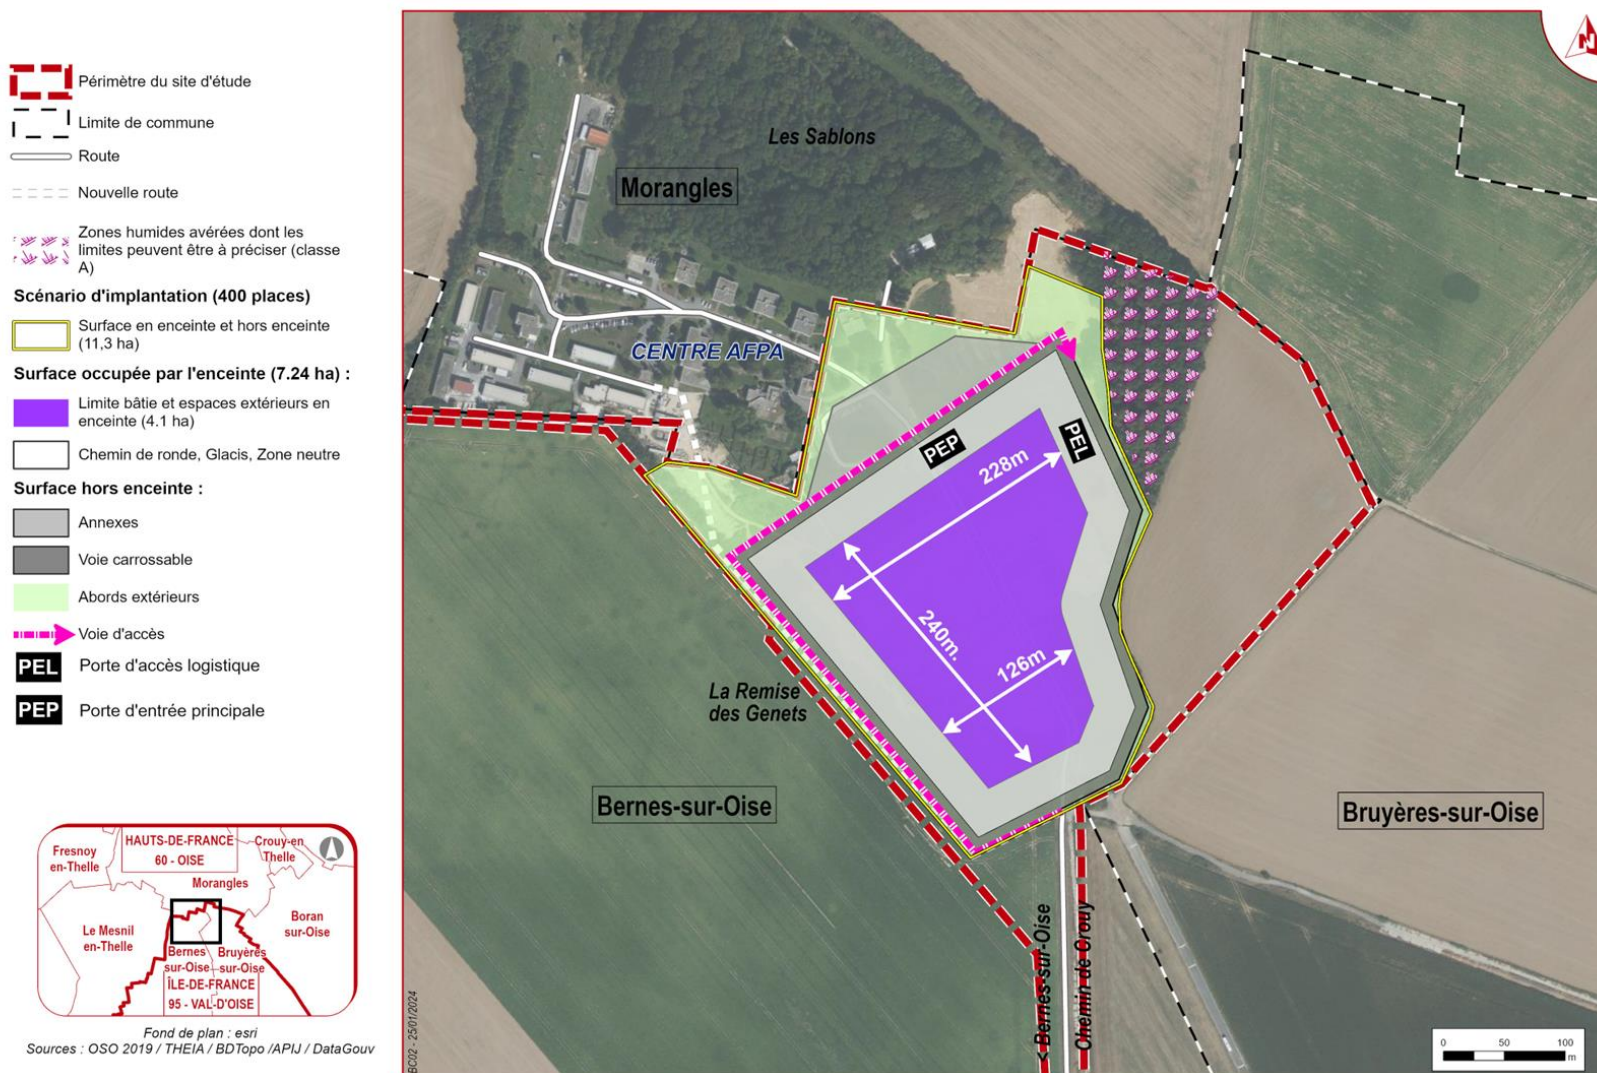 Périmètre du site d'étude
Limite de commune
Route
Nouvelle route
Zones humides avérées dont les
limites peuvent être à préciser (classe
A)
Scénario d'implantation (400 places)
Surface en enceinte et hors enceinte
(11,3 ha)
Surface occupée par l'enceinte (7.24 ha) :
Limite bâtie et espaces extérieurs en
enceinte (4.1 ha)
Chemin de ronde, Glacis, Zone neutre
Surface hors enceinte :
Annexes
Voie carrossable
Abords extérieurs
Voie d'accès
PEL Porte d'accès logistique
PEP Porte d'entrée principale
HAUTS-DE-FRANCE
60 - OISE
Fresnoy
en-Thelle
Crouy-en
Thelle
Morangles
Le Mesnil
en-Thelle
Boran
sur-Oise
Bernes
sur-Oise
Bruyères
sur-Oise
ÎLE-DE-FRANCE
95 - VAL-D'OISE
Fond de plan : esri
Sources : OSO 2019 / THEIA / BDTopo /APIJ / DataGouv
N
Les Sablons
Morangles
CENTRE AFPA
PEP
PEL
228m
240m.
126m
La Remise
des Genets
Bernes-sur-Oise
Bruyères-sur-Oise
< Bernes-sur-Oise
Chemin de Crouy
BC02 - 25/01/2024
0 50 100
m